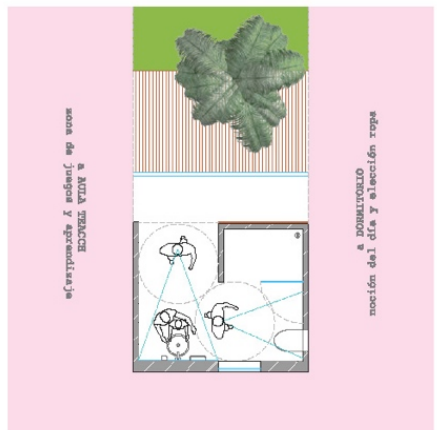 a AULA TEACCH
zona de juegos y aprendizaje
a DORMITORIO
noción del día y elección ropa